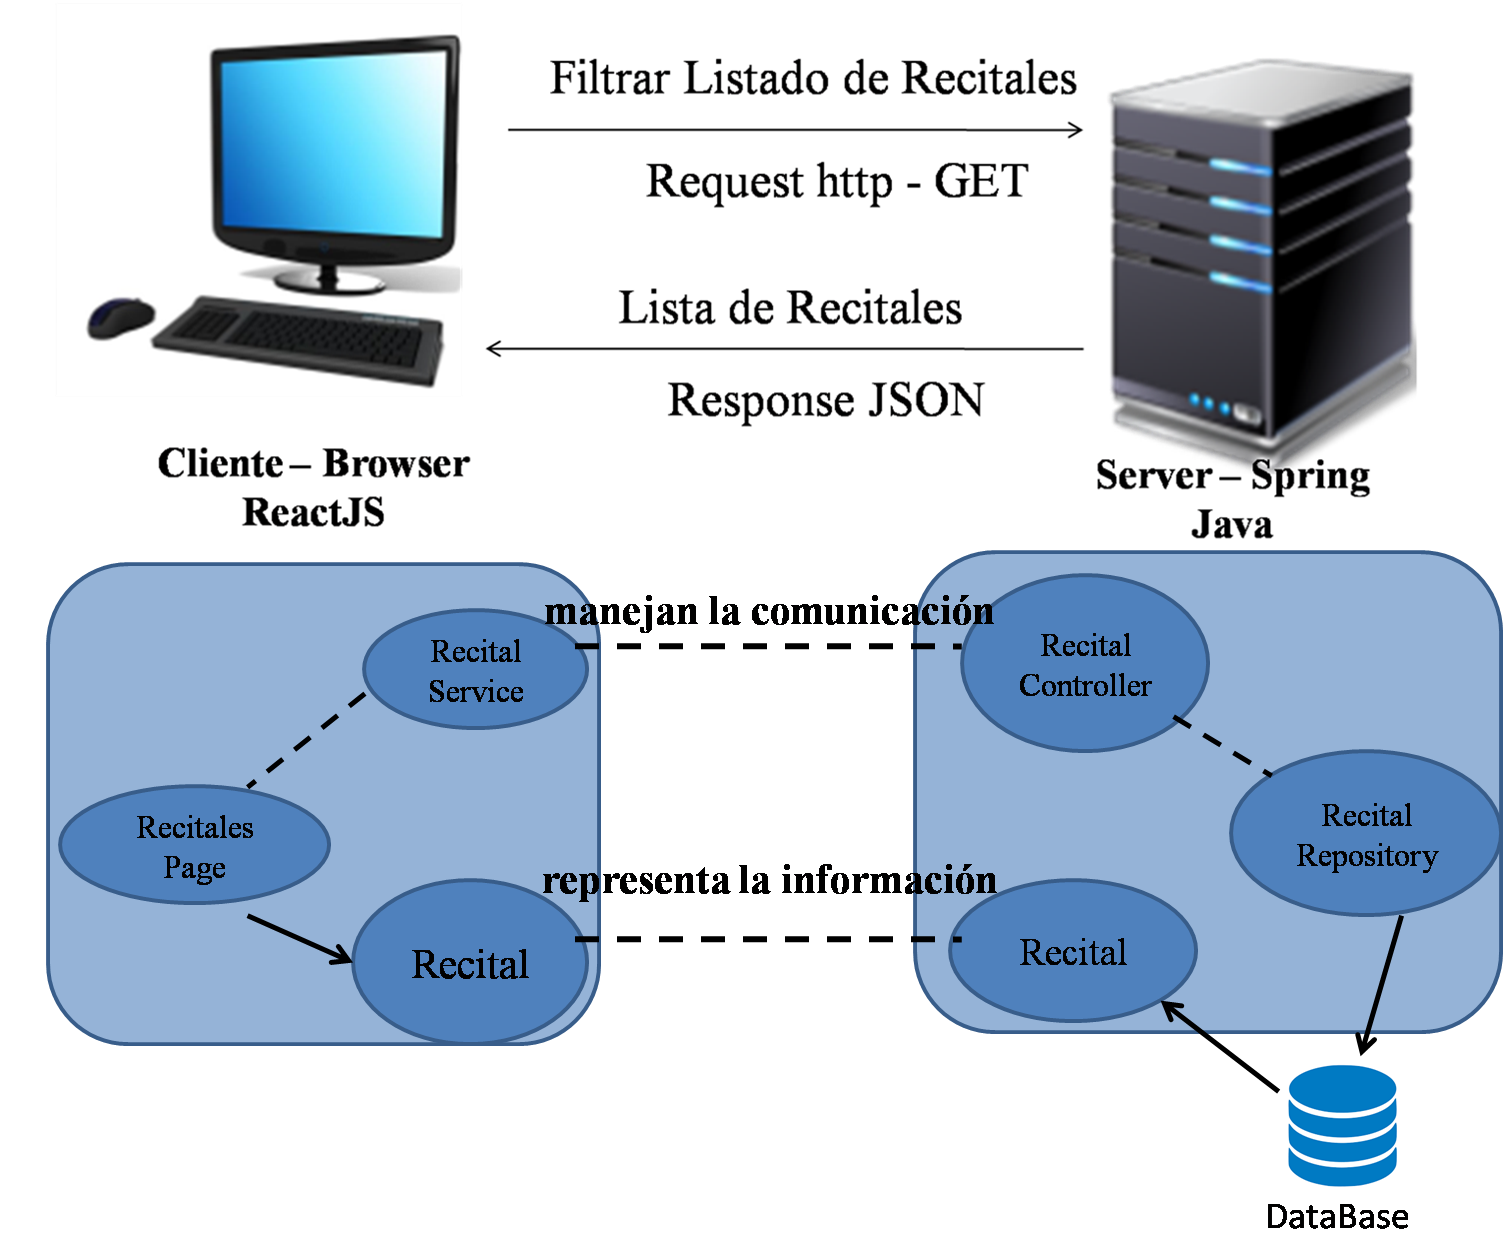 Filtrar Listado de Recitales
Request http - GET
Lista de Recitales
Response JSON
Cliente – Browser
ReactJS
Server – Spring
Java
manejan la comunicación
Recital
Service
Recital
Controller
Recitales
Page
Recital
Repository
representa la información
Recital
Recital
DataBase